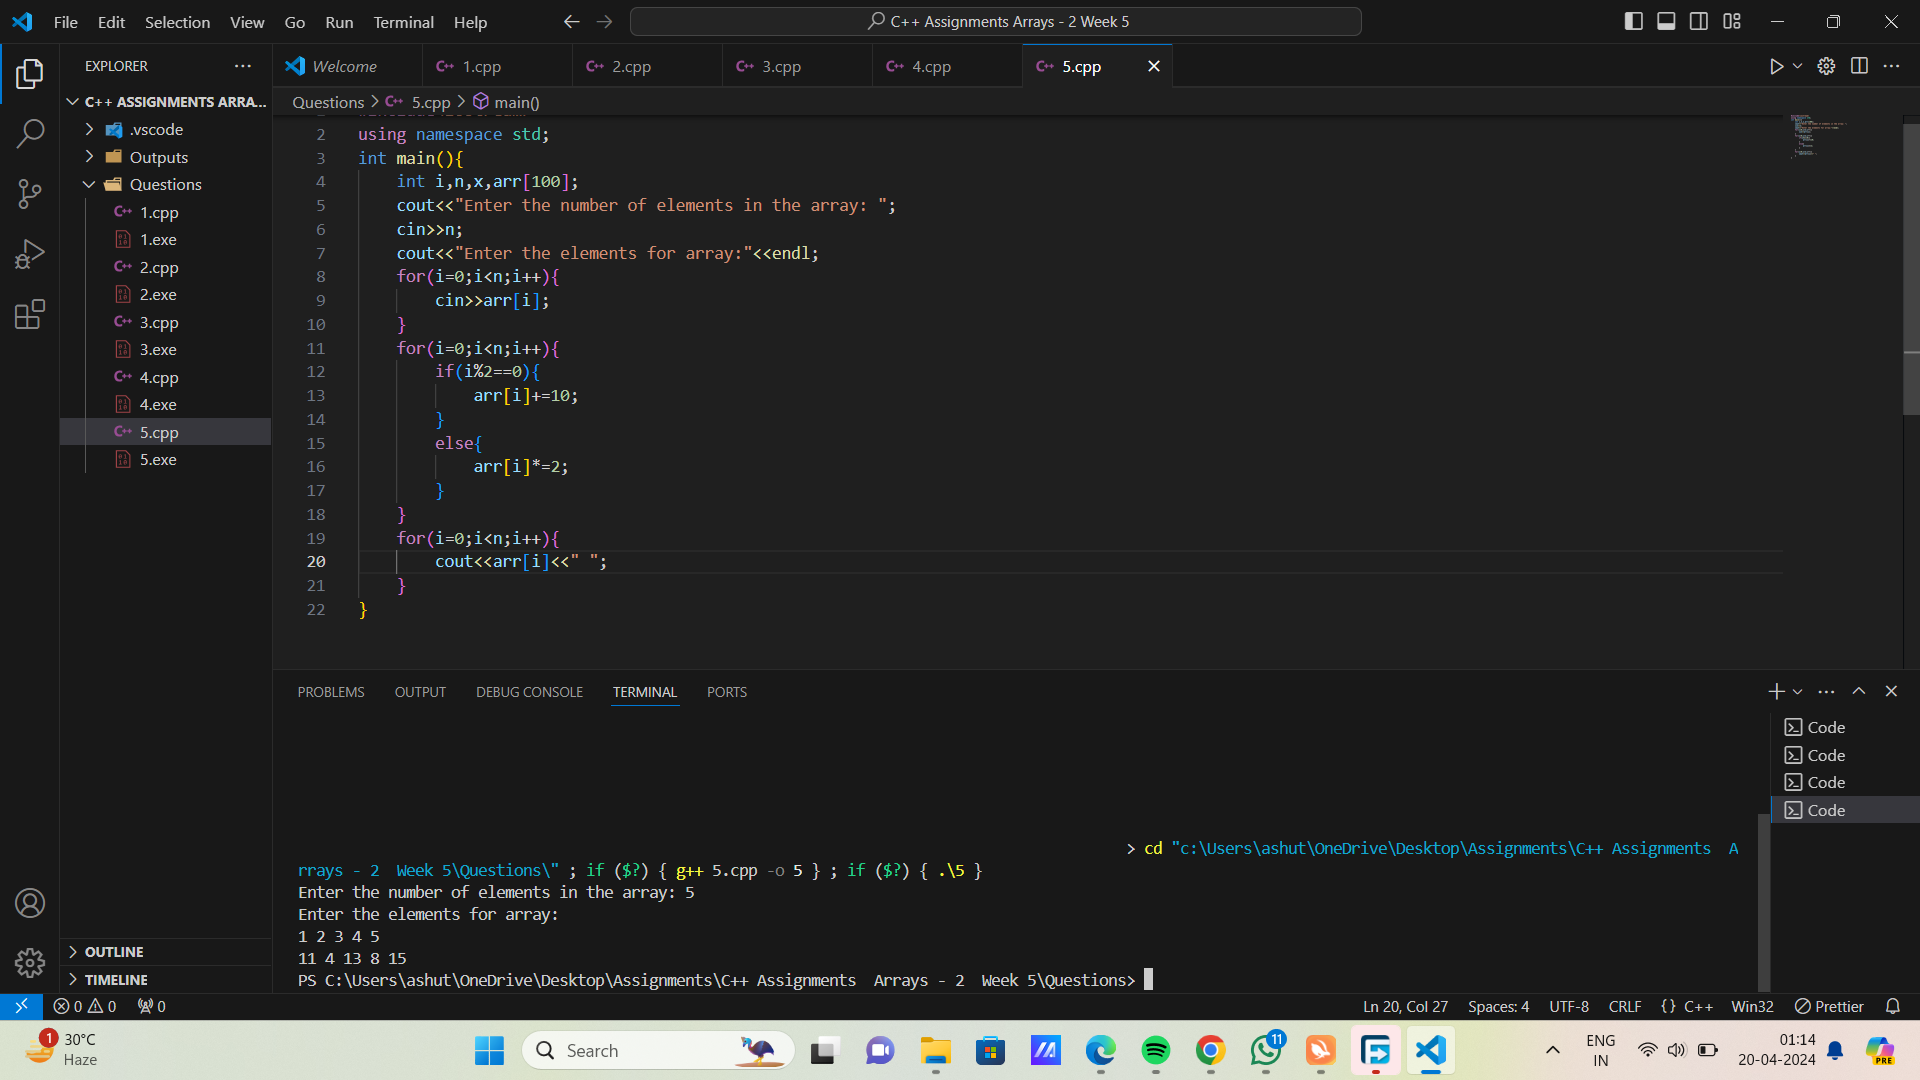 File Edit Selection View Go Run Terminal Help
C++ Assignments Arrays - 2 Week 5
EXPLORER
C++ ASSIGNMENTS ARRA...
.vscode
Outputs
Questions
1.cpp
1.exe
2.cpp
2.exe
3.cpp
3.exe
4.cpp
4.exe
5.cpp
5.exe
OUTLINE
TIMELINE
Welcome 1.cpp 2.cpp 3.cpp 4.cpp 5.cpp
Questions > 5.cpp > main()
2 using namespace std;
3 int main(){
4 int i,n,x,arr[100];
5 cout<<"Enter the number of elements in the array: ";
6 cin>>n;
7 cout<<"Enter the elements for array:"<<endl;
8 for(i=0;i<n;i++){
9 cin>>arr[i];
10 }
11 for(i=0;i<n;i++){
12 if(i%2==0){
13 arr[i]+=10;
14 }
15 else{
16 arr[i]*=2;
17 }
18 }
19 for(i=0;i<n;i++){
20 cout<<arr[i]<<" ";
21 }
22 }
PROBLEMS OUTPUT DEBUG CONSOLE TERMINAL PORTS
Code
Code
Code
Code
> cd "c:\Users\ashut\OneDrive\Desktop\Assignments\C++ Assignments  A
rrays - 2  Week 5\Questions\" ; if ($?) { g++ 5.cpp -o 5 } ; if ($?) { .\5 }
Enter the number of elements in the array: 5
Enter the elements for array:
1 2 3 4 5
11 4 13 8 15
PS C:\Users\ashut\OneDrive\Desktop\Assignments\C++ Assignments  Arrays - 2  Week 5\Questions>
0 0 0 Ln 20, Col 27 Spaces: 4 UTF-8 CRLF {} C++ Win32 Prettier
1 30°C
Haze
Search
11
ENG
IN
01:14
20-04-2024
PRE